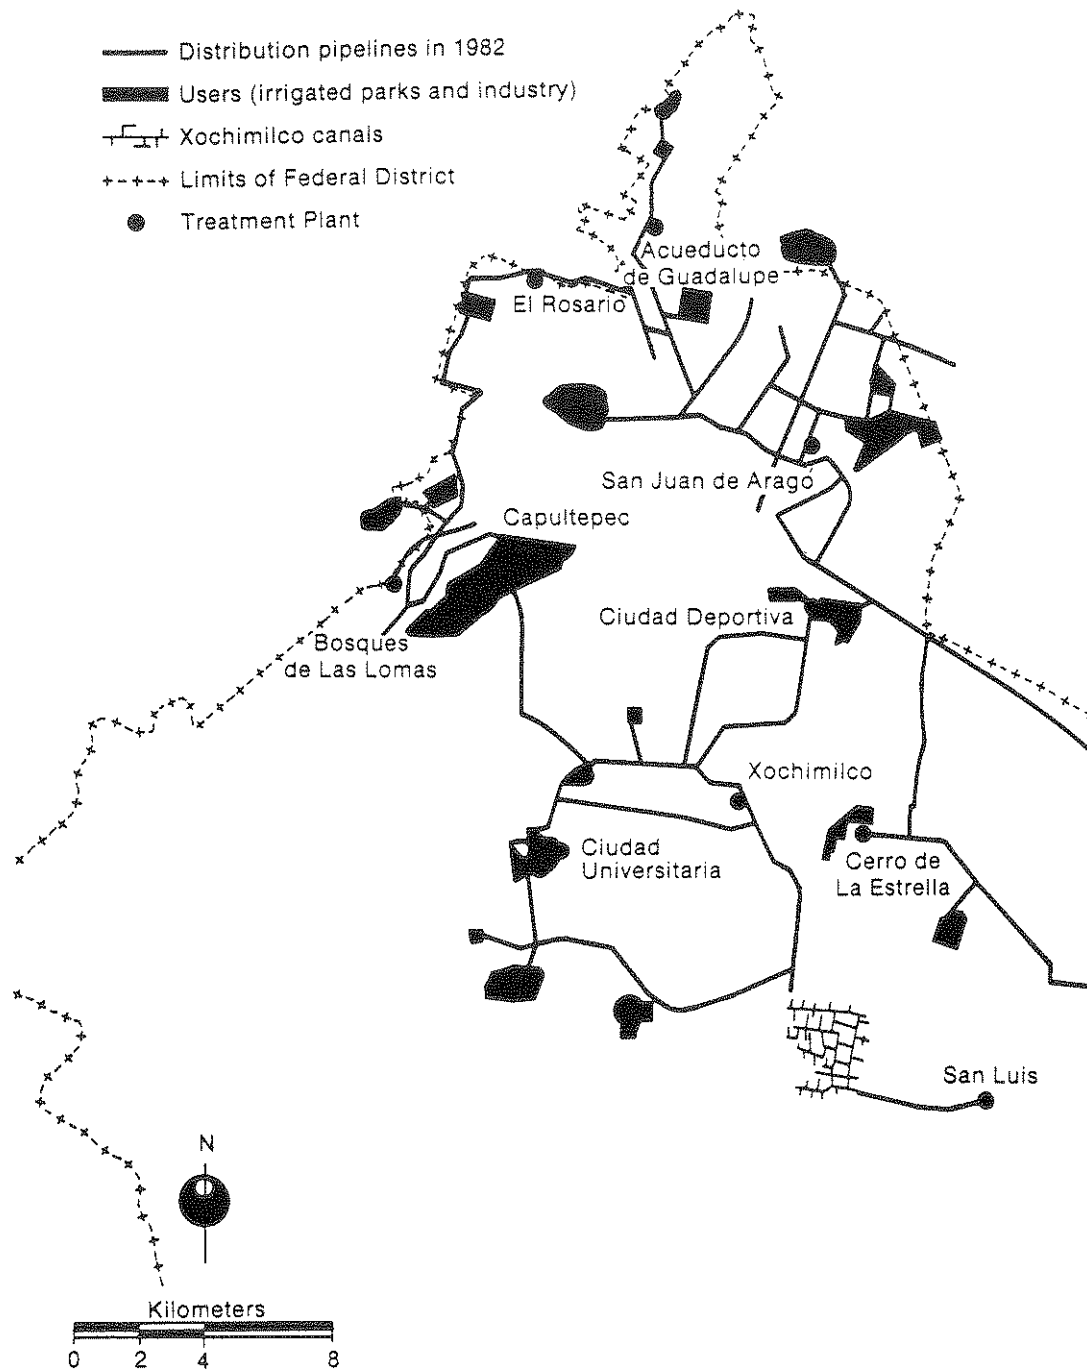 Distribution pipelines in 1982
Users (irrigated parks and industry)
Xochimilco canals
Limits of Federal District
Treatment Plant
Acueducto
de Guadalupe
El Rosario
San Juan de Arago
Capultepec
Ciudad Deportiva
Bosques
de Las Lomas
Xochimilco
Ciudad
Universitaria
Cerro de
La Estrella
San Luis
N
Kilometers
0 2 4 8